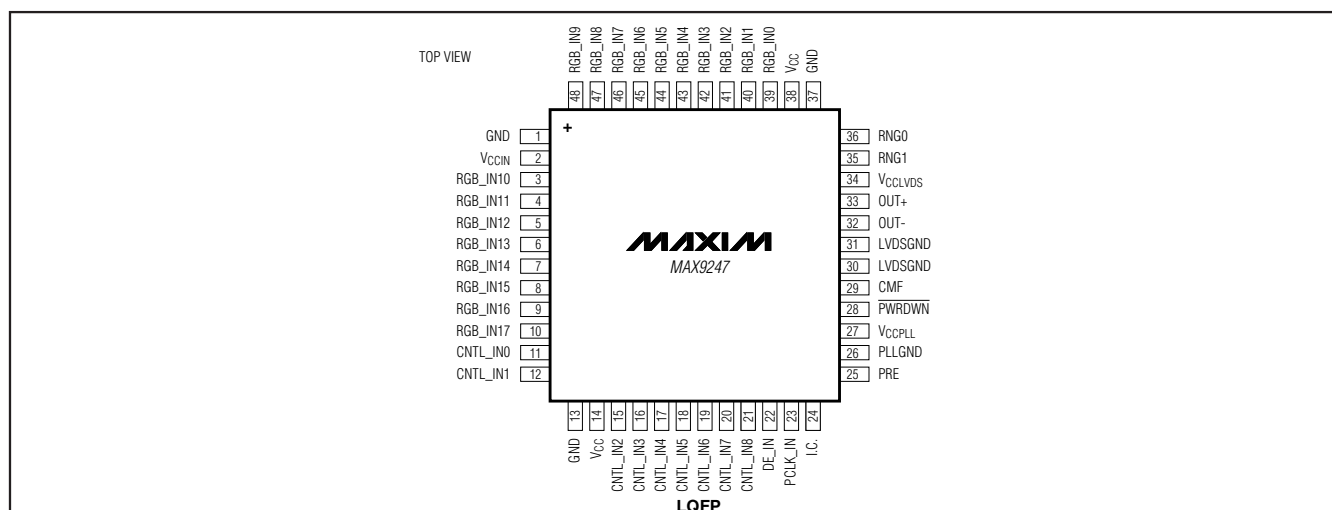 TOP VIEW
RGB_IN9
RGB_IN8
RGB_IN7
RGB_IN6
RGB_IN5
RGB_IN4
RGB_IN3
RGB_IN2
RGB_IN1
RGB_IN0
VCC
GND
48
47
46
45
44
43
42
41
40
39
38
37
+
GND 1
VCCIN 2
RGB_IN10 3
RGB_IN11 4
RGB_IN12 5
RGB_IN13 6
RGB_IN14 7
RGB_IN15 8
RGB_IN16 9
RGB_IN17 10
CNTL_IN0 11
CNTL_IN1 12
MAXIM
MAX9247
36 RNG0
35 RNG1
34 VCCLVDS
33 OUT+
32 OUT-
31 LVDSGND
30 LVDSGND
29 CMF
28 PWRDWN
27 VCCPLL
26 PLLGND
25 PRE
13
14
15
16
17
18
19
20
21
22
23
24
GND
VCC
CNTL_IN2
CNTL_IN3
CNTL_IN4
CNTL_IN5
CNTL_IN6
CNTL_IN7
CNTL_IN8
DE_IN
PCLK_IN
I.C.
LQFP